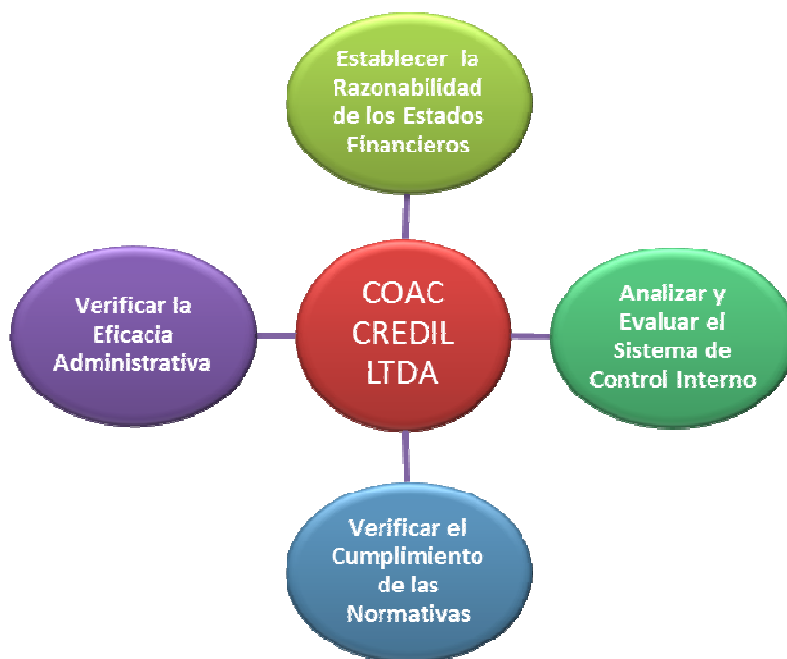 Establecer la
Razonabilidad
de los Estados
Financieros
Verificar la
Eficacia
Administrativa
COAC
CREDIL
LTDA
Analizar y
Evaluar el
Sistema de
Control Interno
Verificar el
Cumplimiento
de las
Normativas